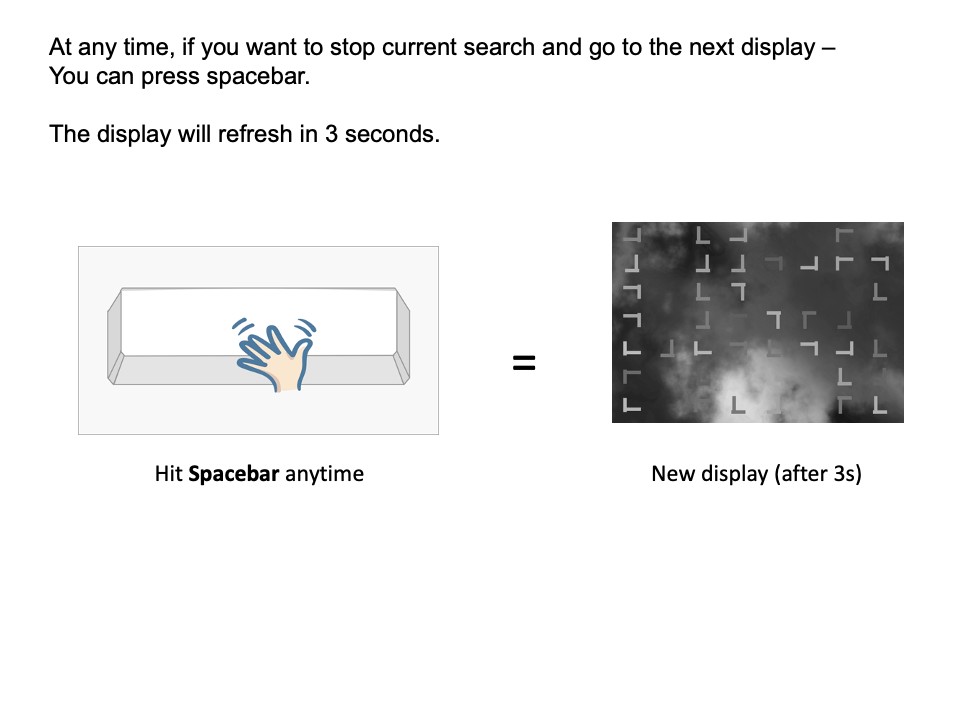 At any time, if you want to stop current search and go to the next display –
You can press spacebar.
The display will refresh in 3 seconds.
=
Hit Spacebar anytime
New display (after 3s)